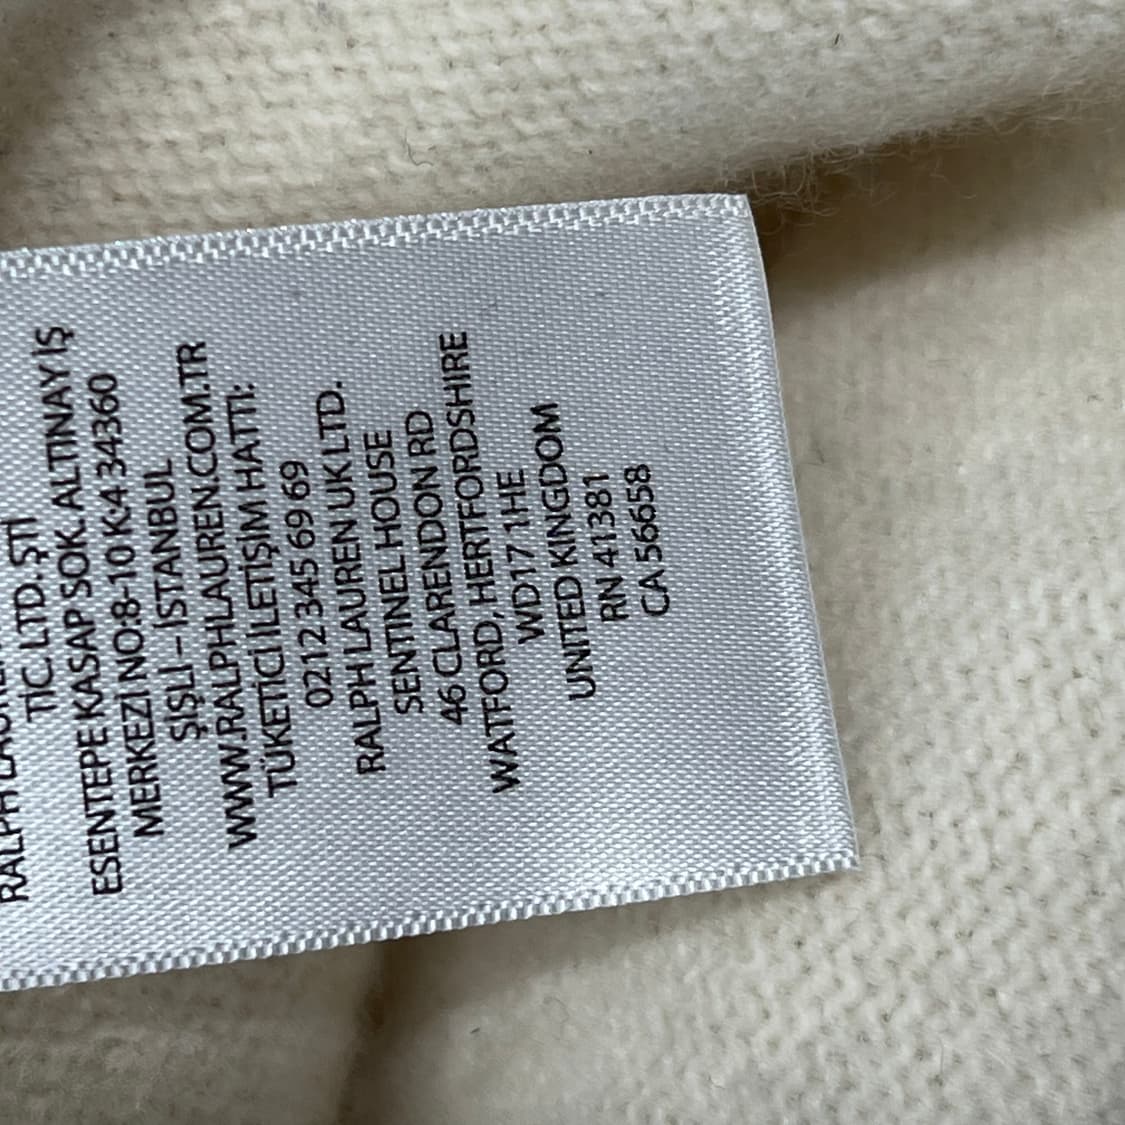 RALPH LAUREN
TİC. LTD. ŞTİ
ESENTEPE KASAP SOK. ALTINAY İŞ
MERKEZİ NO:8-10 K:4 34360
ŞİŞLİ – İSTANBUL
WWW.RALPHLAUREN.COM.TR
TÜKETİCİ İLETİŞİM HATTI:
0212 345 69 69
RALPH LAUREN UK LTD.
SENTINEL HOUSE
46 CLARENDON RD
WATFORD, HERTFORDSHIRE
WD17 1HE
UNITED KINGDOM
RN 41381
CA 56658